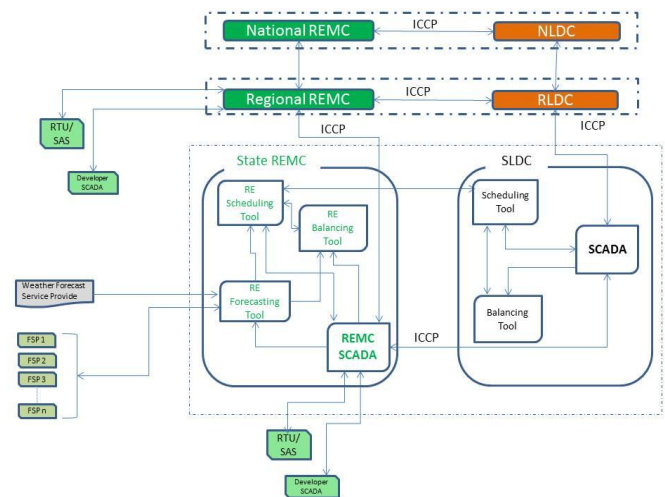 National REMC
ICCP
NLDC
Regional REMC
ICCP
RLDC
ICCP
ICCP
RTU/
SAS
Developer
SCADA
State REMC
SLDC
RE
Scheduling
Tool
RE
Balancing
Tool
Scheduling
Tool
SCADA
Weather Forecast
Service Provide
RE
Forecasting
Tool
Balancing
Tool
FSP 1
FSP 2
FSP 3
FSP n
REMC
SCADA
ICCP
RTU/
SAS
Developer
SCADA